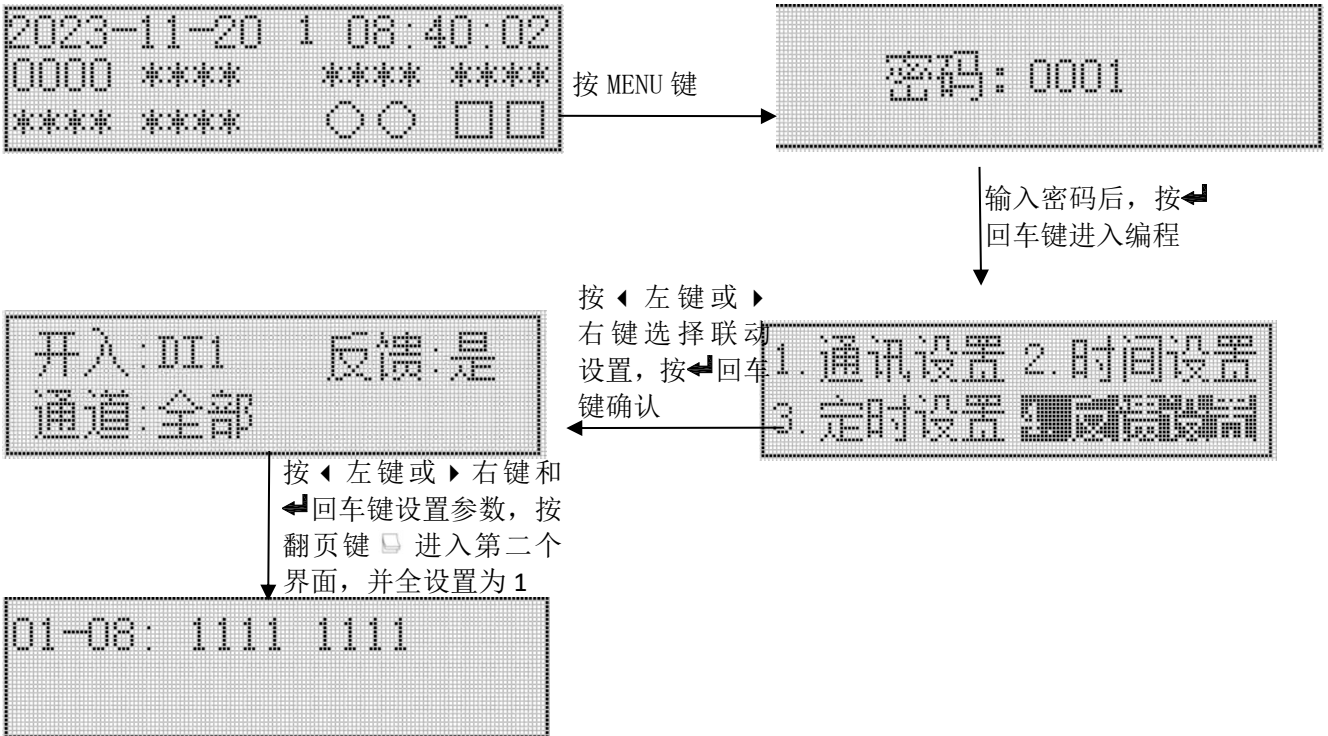 2023-11-20 1 08:40:02
0000 **** **** ****
**** **** ○○ □□
按 MENU 键
密码:0001
输入密码后，按
回车键进入编程
按 左键或
右键选择联动
设置，按 回车
键确认
1. 通讯设置 2. 时间设置
3. 定时设置
开入:DI1 反馈:是
通道:全部
按 左键或 右键和
回车键设置参数，按
翻页键 进入第二个
界面，并全设置为 1
01-08: 1111 1111